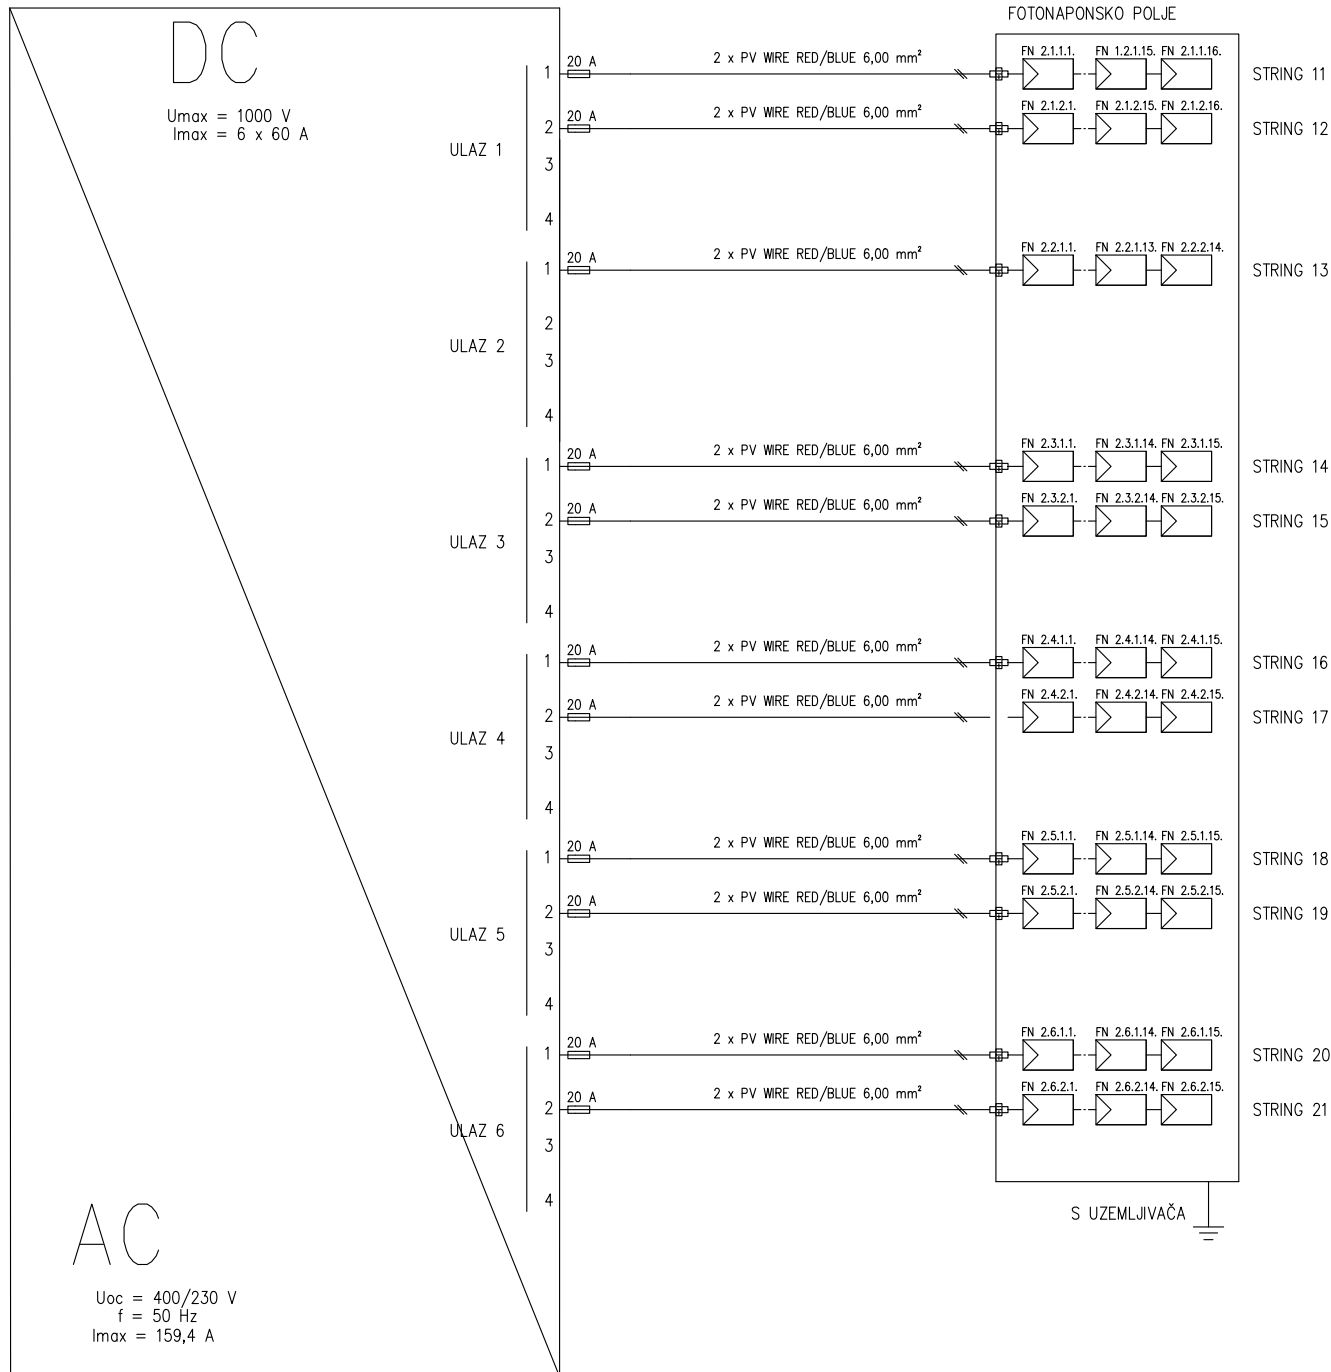 FOTONAPONSKO POLJE
DC
Umax = 1000 V
Imax = 6 x 60 A
ULAZ 1
1 20 A 2 x PV WIRE RED/BLUE 6,00 mm² FN 2.1.1.1. FN 1.2.1.15. FN 2.1.1.16. STRING 11
2 20 A 2 x PV WIRE RED/BLUE 6,00 mm² FN 2.1.2.1. FN 2.1.2.15. FN 2.1.2.16. STRING 12
3
4
ULAZ 2
1 20 A 2 x PV WIRE RED/BLUE 6,00 mm² FN 2.2.1.1. FN 2.2.1.13. FN 2.2.2.14. STRING 13
2
3
4
ULAZ 3
1 20 A 2 x PV WIRE RED/BLUE 6,00 mm² FN 2.3.1.1. FN 2.3.1.14. FN 2.3.1.15. STRING 14
2 20 A 2 x PV WIRE RED/BLUE 6,00 mm² FN 2.3.2.1. FN 2.3.2.14. FN 2.3.2.15. STRING 15
3
4
ULAZ 4
1 20 A 2 x PV WIRE RED/BLUE 6,00 mm² FN 2.4.1.1. FN 2.4.1.14. FN 2.4.1.15. STRING 16
2 20 A 2 x PV WIRE RED/BLUE 6,00 mm² FN 2.4.2.1. FN 2.4.2.14. FN 2.4.2.15. STRING 17
3
4
ULAZ 5
1 20 A 2 x PV WIRE RED/BLUE 6,00 mm² FN 2.5.1.1. FN 2.5.1.14. FN 2.5.1.15. STRING 18
2 20 A 2 x PV WIRE RED/BLUE 6,00 mm² FN 2.5.2.1. FN 2.5.2.14. FN 2.5.2.15. STRING 19
3
4
ULAZ 6
1 20 A 2 x PV WIRE RED/BLUE 6,00 mm² FN 2.6.1.1. FN 2.6.1.14. FN 2.6.1.15. STRING 20
2 20 A 2 x PV WIRE RED/BLUE 6,00 mm² FN 2.6.2.1. FN 2.6.2.14. FN 2.6.2.15. STRING 21
3
4
S UZEMLJIVAČA
AC
Uoc = 400/230 V
f = 50 Hz
Imax = 159,4 A